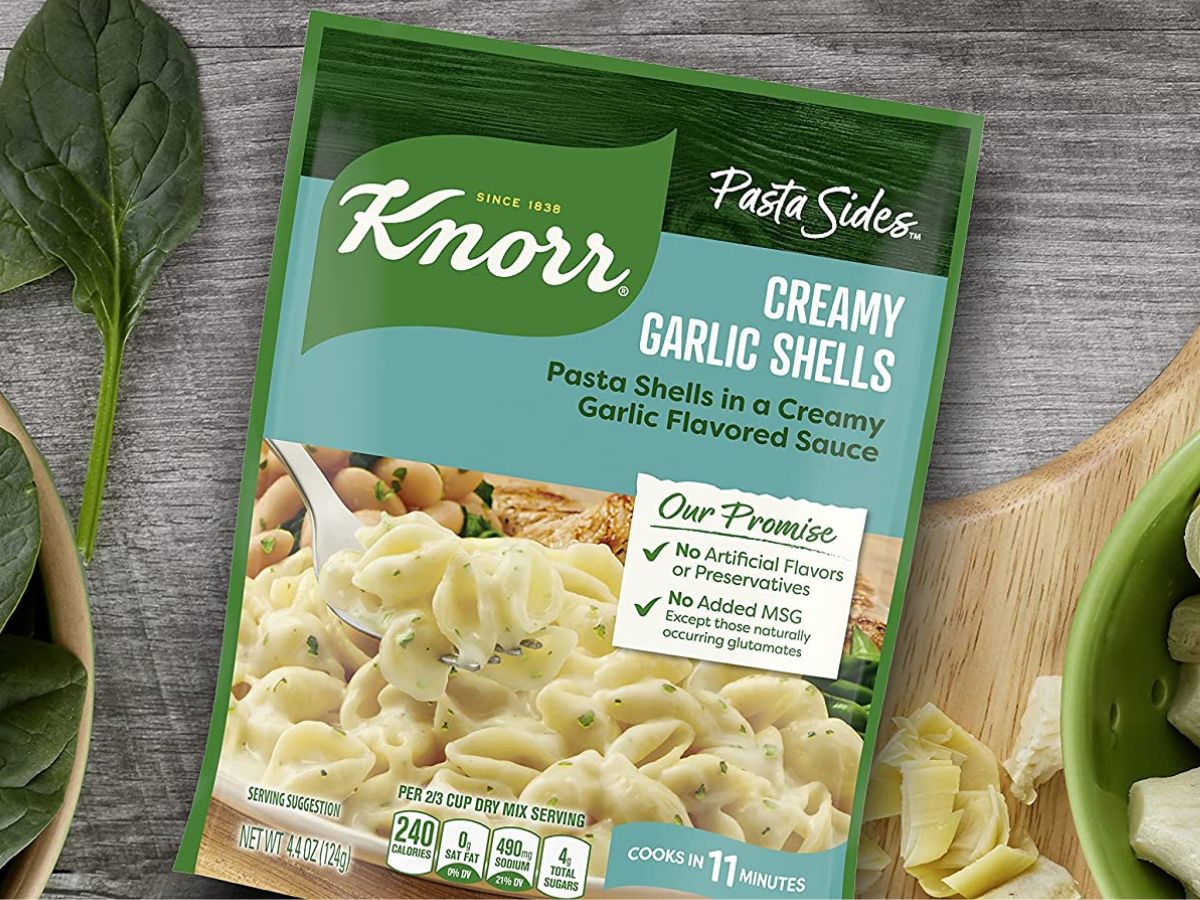 SINCE 1838
Knorr®
Pasta Sides™
CREAMY
GARLIC SHELLS
Pasta Shells in a Creamy
Garlic Flavored Sauce
Our Promise
✓ No Artificial Flavors
or Preservatives
✓ No Added MSG
Except those naturally
occurring glutamates
SERVING SUGGESTION
NET WT 4.4 OZ (124g)
PER 2/3 CUP DRY MIX SERVING
240
CALORIES
0g
SAT FAT
0% DV
490mg
SODIUM
21% DV
4g
TOTAL
SUGARS
COOKS IN 11 MINUTES